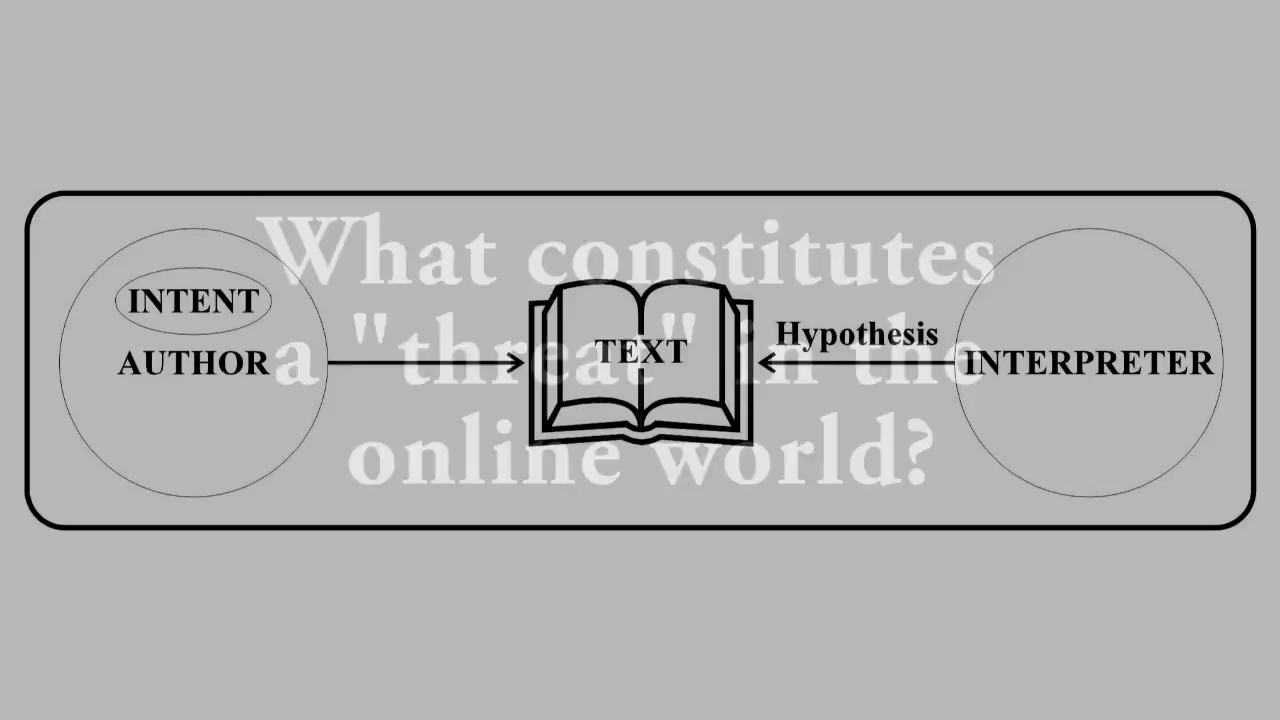 What constitutes
a "threat" in the
online world?
INTENT
AUTHOR
TEXT
Hypothesis
INTERPRETER